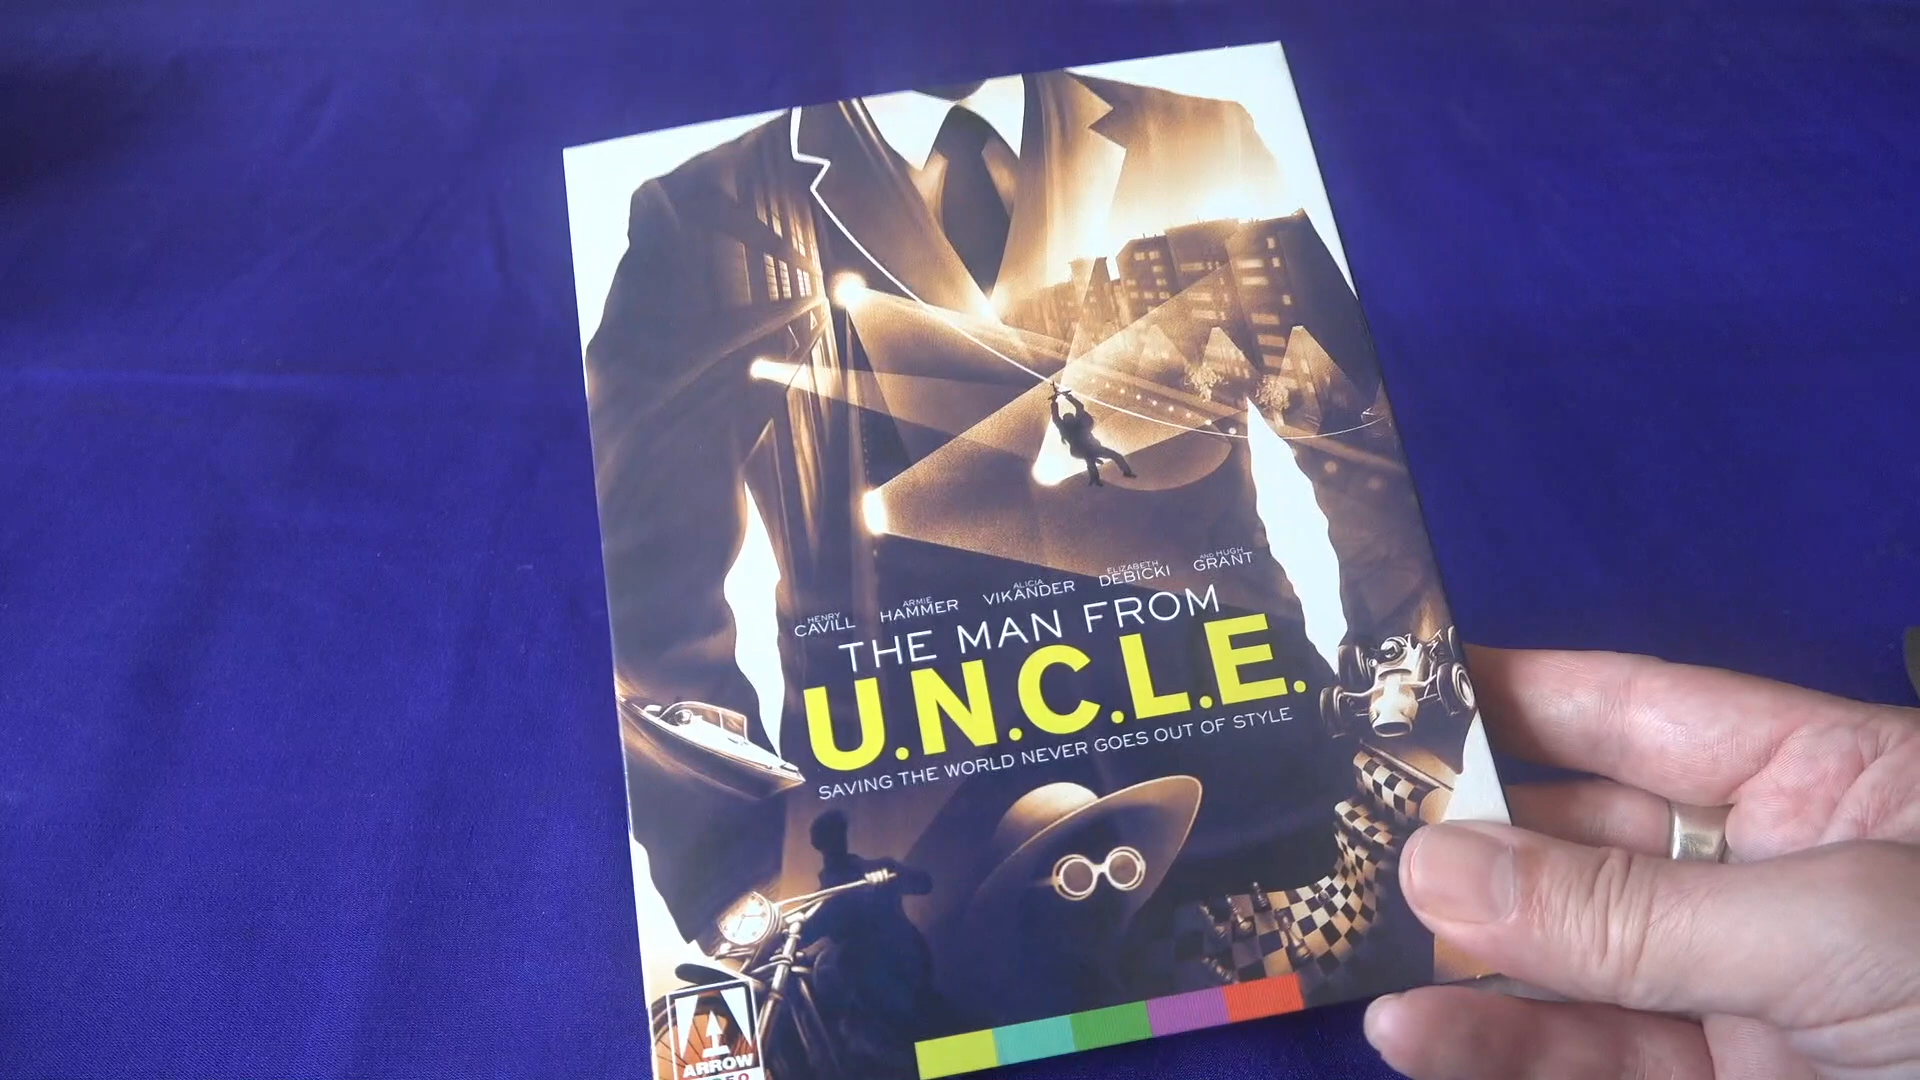 HENRY CAVILL ARMIE HAMMER ALICIA VIKANDER ELIZABETH DEBICKI AND HUGH GRANT
THE MAN FROM
U.N.C.L.E.
SAVING THE WORLD NEVER GOES OUT OF STYLE
ARROW